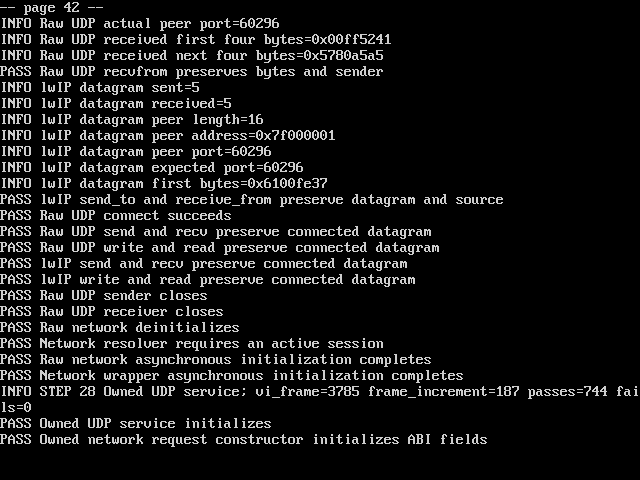 -- page 42 --
INFO Raw UDP actual peer port=60296
INFO Raw UDP received first four bytes=0x00ff5241
INFO Raw UDP received next four bytes=0x5780a5a5
PASS Raw UDP recvfrom preserves bytes and sender
INFO lwIP datagram sent=5
INFO lwIP datagram received=5
INFO lwIP datagram peer length=16
INFO lwIP datagram peer address=0x7f000001
INFO lwIP datagram peer port=60296
INFO lwIP datagram expected port=60296
INFO lwIP datagram first bytes=0x6100fe37
PASS lwIP send_to and receive_from preserve datagram and source
PASS Raw UDP connect succeeds
PASS Raw UDP send and recv preserve connected datagram
PASS Raw UDP write and read preserve connected datagram
PASS lwIP send and recv preserve connected datagram
PASS lwIP write and read preserve connected datagram
PASS Raw UDP sender closes
PASS Raw UDP receiver closes
PASS Raw network deinitializes
PASS Network resolver requires an active session
PASS Raw network asynchronous initialization completes
PASS Network wrapper asynchronous initialization completes
INFO STEP 28 Owned UDP service; vi_frame=3785 frame_increment=187 passes=744 fai
ls=0
PASS Owned UDP service initializes
PASS Owned network request constructor initializes ABI fields